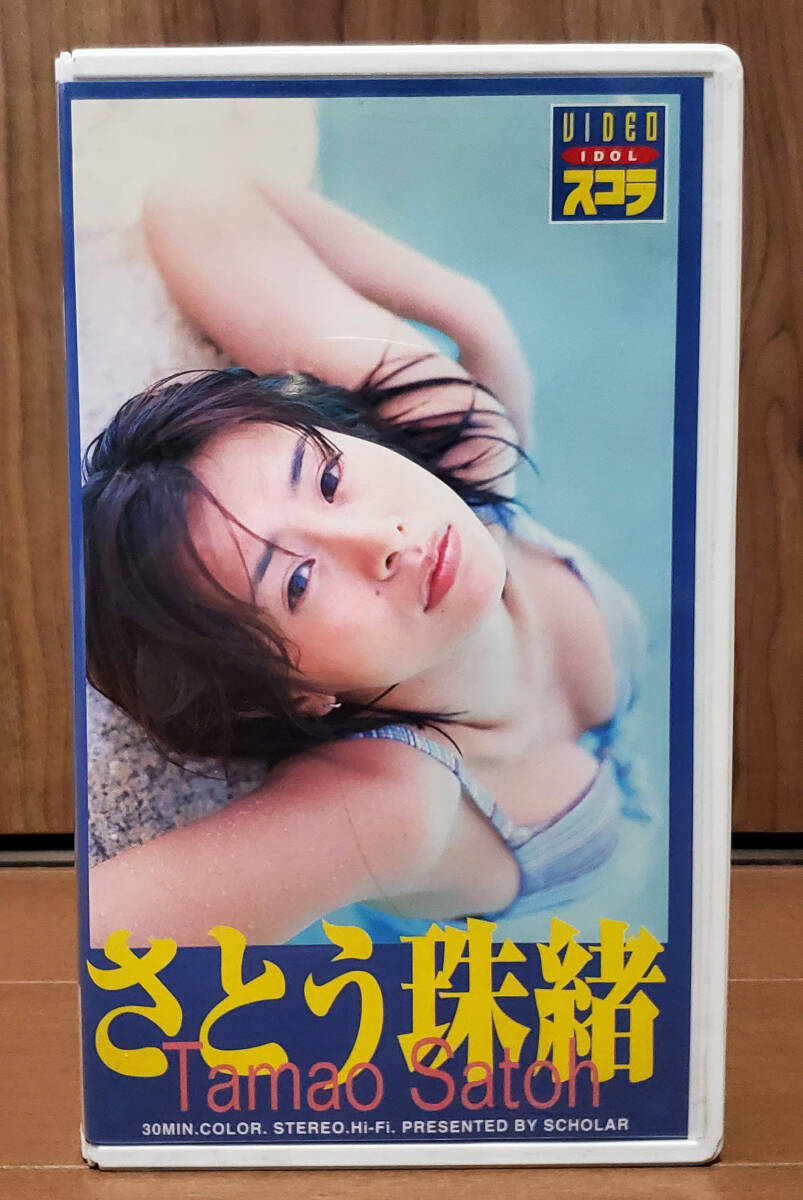 VIDEO
IDOL
スコラ
さとう珠緒
Tamao Satoh
30MIN.COLOR. STEREO.Hi-Fi. PRESENTED BY SCHOLAR